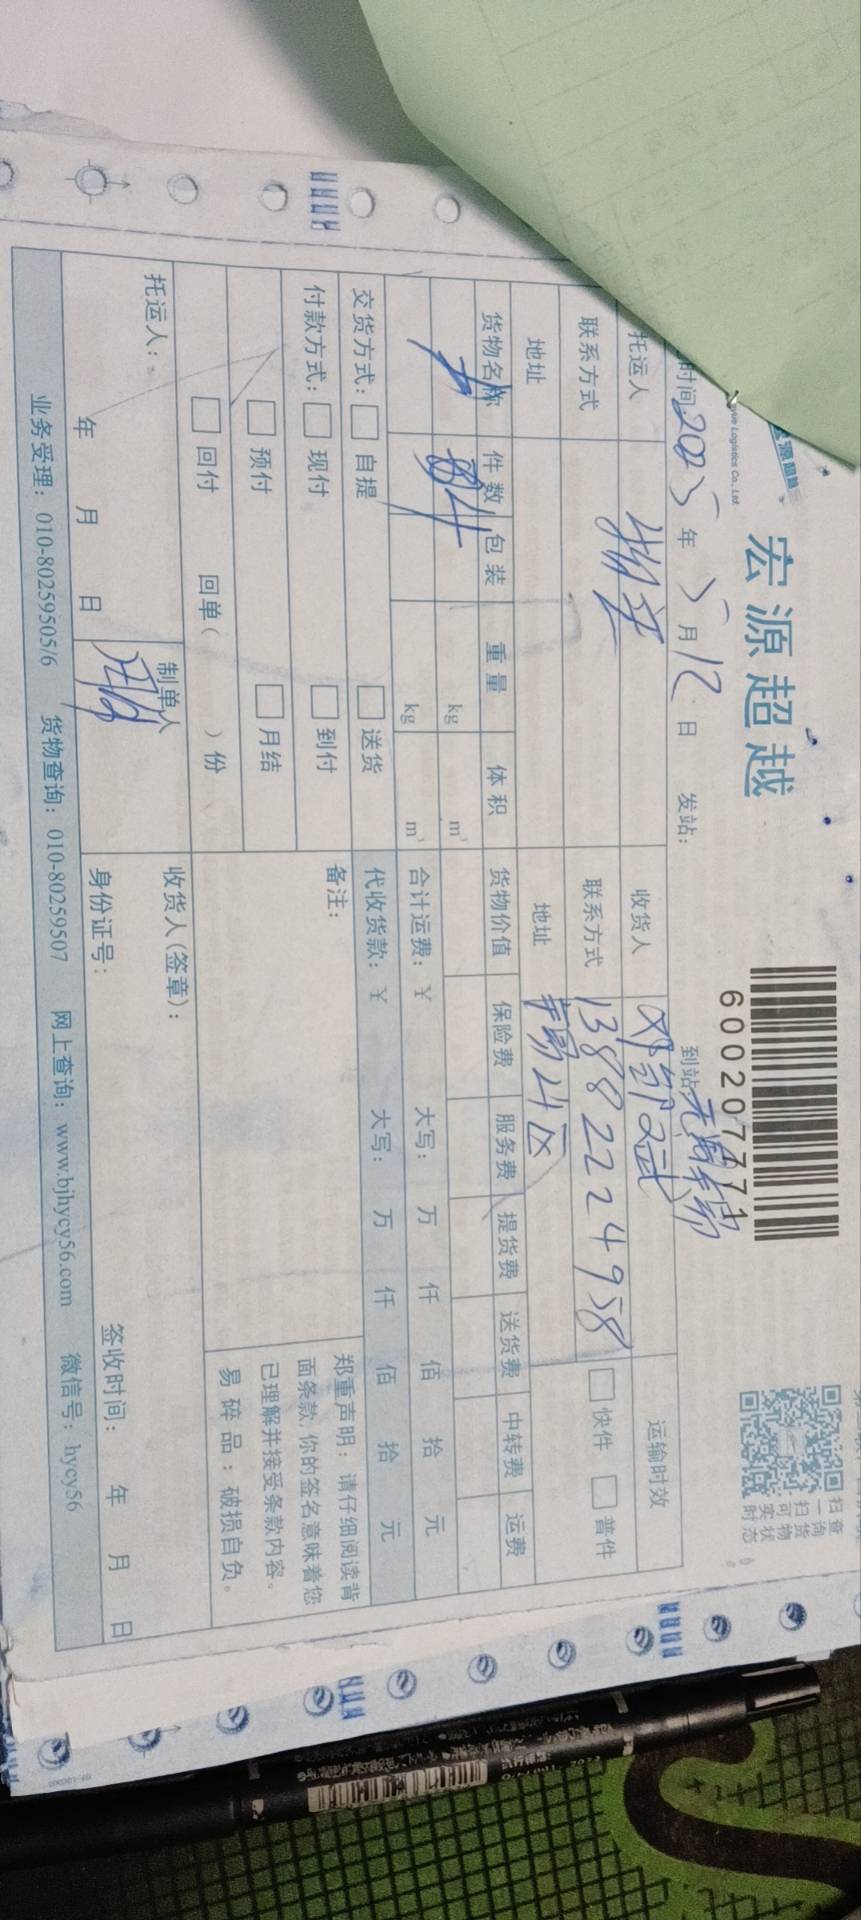 宏源超越
60020777​1
扫一扫可实时
查询货物状态
时间 2025年5月12日 发站: 到站
托运人 收货人 运输时效
联系方式 联系方式 13882224958 快件 普件
地址 地址
货物名称 件数 包装 重量 体积 货物价值 保险费 服务费 提货费 送货费 中转费 运费
kg m³
kg m³ 合计运费:¥ 大写: 万 仟 佰 拾 元
交货方式: 自提 送货 代收货款:¥ 大写: 万 仟 佰 拾 元
付款方式: 现付 到付 备注: 郑重声明:请仔细阅读背
面条款,你的签名意味着您
预付 月结 已理解并接受条款内容。
回付 回单( )份 易碎品:破损自负。
托运人: 制单人 收货人(签章):
年 月 日 身份证号: 签收时间: 年 月 日
业务受理:010-80259505/6 货物查询:010-80259507 网上查询:www.bjhycy56.com 微信号:hycy56